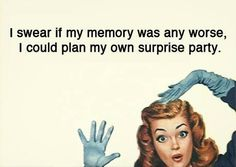 I swear if my memory was any worse,
I could plan my own surprise party.